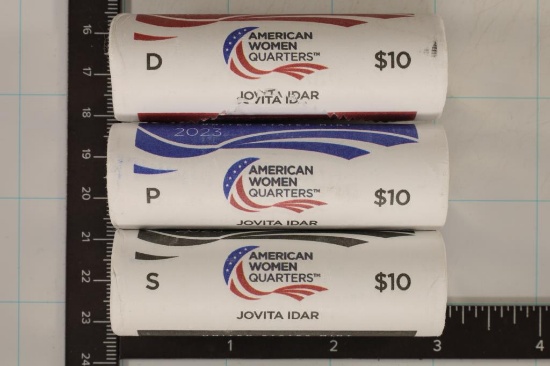 16
17
18
19
20
21
22
23
24
D
AMERICAN
WOMEN
QUARTERS™
$10
JOVITA IDAR
2023
P
AMERICAN
WOMEN
QUARTERS™
$10
JOVITA IDAR
S
AMERICAN
WOMEN
QUARTERS™
$10
JOVITA IDAR
1
2
3
4